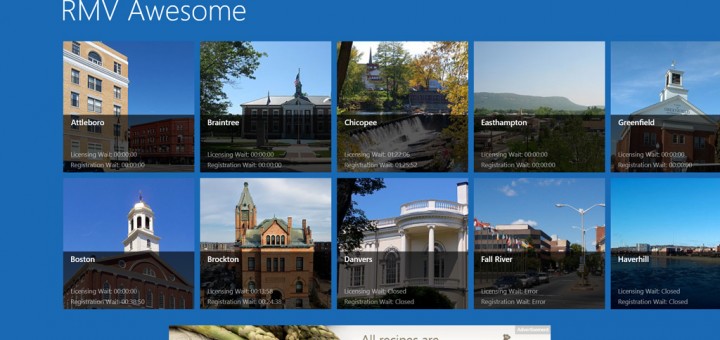 RMV Awesome
Attleboro
Licensing Wait: 00:00:00
Registration Wait: 00:00:00
Braintree
Licensing Wait: 00:00:00
Registration Wait: 00:00:00
Chicopee
Licensing Wait: 01:22:06
Registration Wait: 01:25:52
Easthampton
Licensing Wait: 00:00:00
Registration Wait: 00:00:00
Greenfield
Licensing Wait: 00:00:00
Registration Wait: 00:00:00
Boston
Licensing Wait: 00:00:00
Registration Wait: 00:38:50
Brockton
Licensing Wait: 00:13:58
Registration Wait: 00:24:38
Danvers
Licensing Wait: Closed
Registration Wait: Closed
Fall River
Licensing Wait: Error
Registration Wait: Error
Haverhill
Licensing Wait: Closed
Registration Wait: Closed
Advertisement
All recipes are